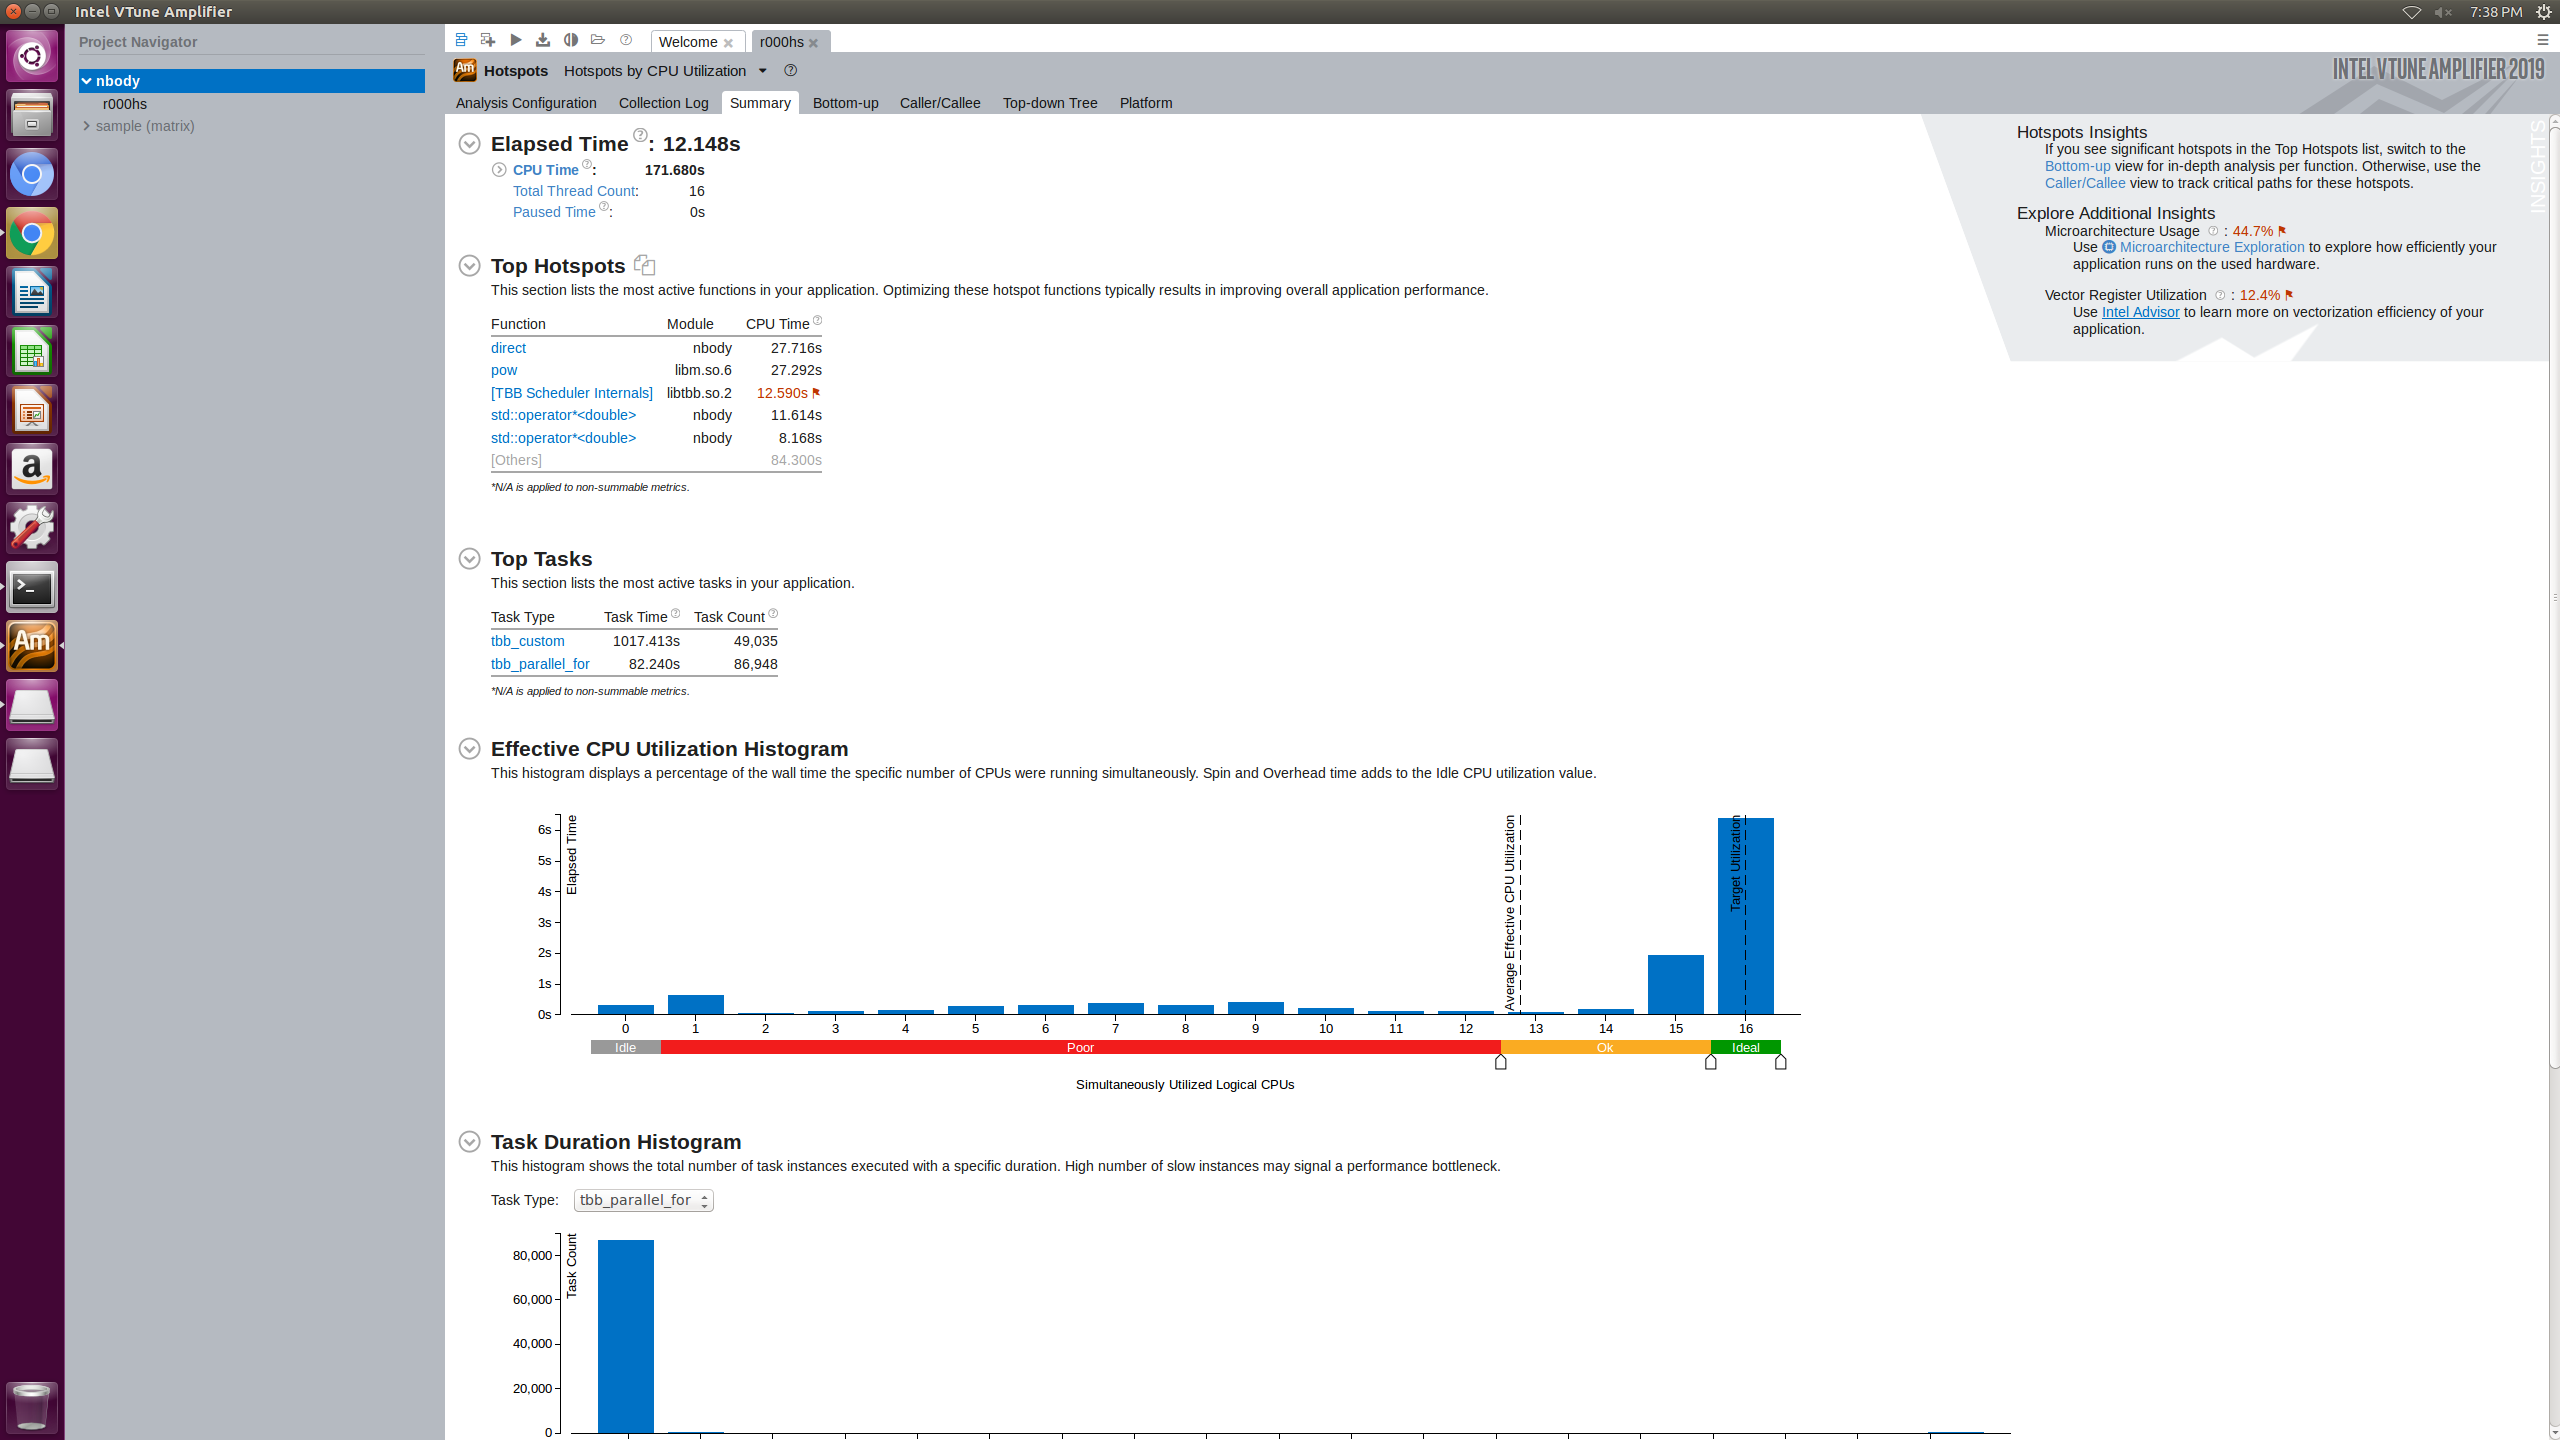 Intel VTune Amplifier
7:38 PM
Project Navigator
nbody
r000hs
sample (matrix)
Welcome
r000hs
Am
Hotspots
Hotspots by CPU Utilization
INTEL VTUNE AMPLIFIER 2019
Analysis Configuration
Collection Log
Summary
Bottom-up
Caller/Callee
Top-down Tree
Platform
Elapsed Time ? : 12.148s
CPU Time ? : 171.680s
Total Thread Count: 16
Paused Time ? : 0s
INSIGHTS
Hotspots Insights
If you see significant hotspots in the Top Hotspots list, switch to the
Bottom-up view for in-depth analysis per function. Otherwise, use the
Caller/Callee view to track critical paths for these hotspots.
Explore Additional Insights
Microarchitecture Usage ? : 44.7%
Use Microarchitecture Exploration to explore how efficiently your
application runs on the used hardware.
Vector Register Utilization ? : 12.4%
Use Intel Advisor to learn more on vectorization efficiency of your
application.
Top Hotspots
This section lists the most active functions in your application. Optimizing these hotspot functions typically results in improving overall application performance.
Function Module CPU Time ?
direct nbody 27.716s
pow libm.so.6 27.292s
[TBB Scheduler Internals] libtbb.so.2 12.590s
std::operator*<double> nbody 11.614s
std::operator*<double> nbody 8.168s
[Others] 84.300s
*N/A is applied to non-summable metrics.
Top Tasks
This section lists the most active tasks in your application.
Task Type Task Time ? Task Count ?
tbb_custom 1017.413s 49,035
tbb_parallel_for 82.240s 86,948
*N/A is applied to non-summable metrics.
Effective CPU Utilization Histogram
This histogram displays a percentage of the wall time the specific number of CPUs were running simultaneously. Spin and Overhead time adds to the Idle CPU utilization value.
Elapsed Time
6s
5s
4s
3s
2s
1s
0s
Average Effective CPU Utilization
Target Utilization
0 1 2 3 4 5 6 7 8 9 10 11 12 13 14 15 16
Idle Poor Ok Ideal
Simultaneously Utilized Logical CPUs
Task Duration Histogram
This histogram shows the total number of task instances executed with a specific duration. High number of slow instances may signal a performance bottleneck.
Task Type: tbb_parallel_for
Task Count
80,000
60,000
40,000
20,000
0
a
>_
Am